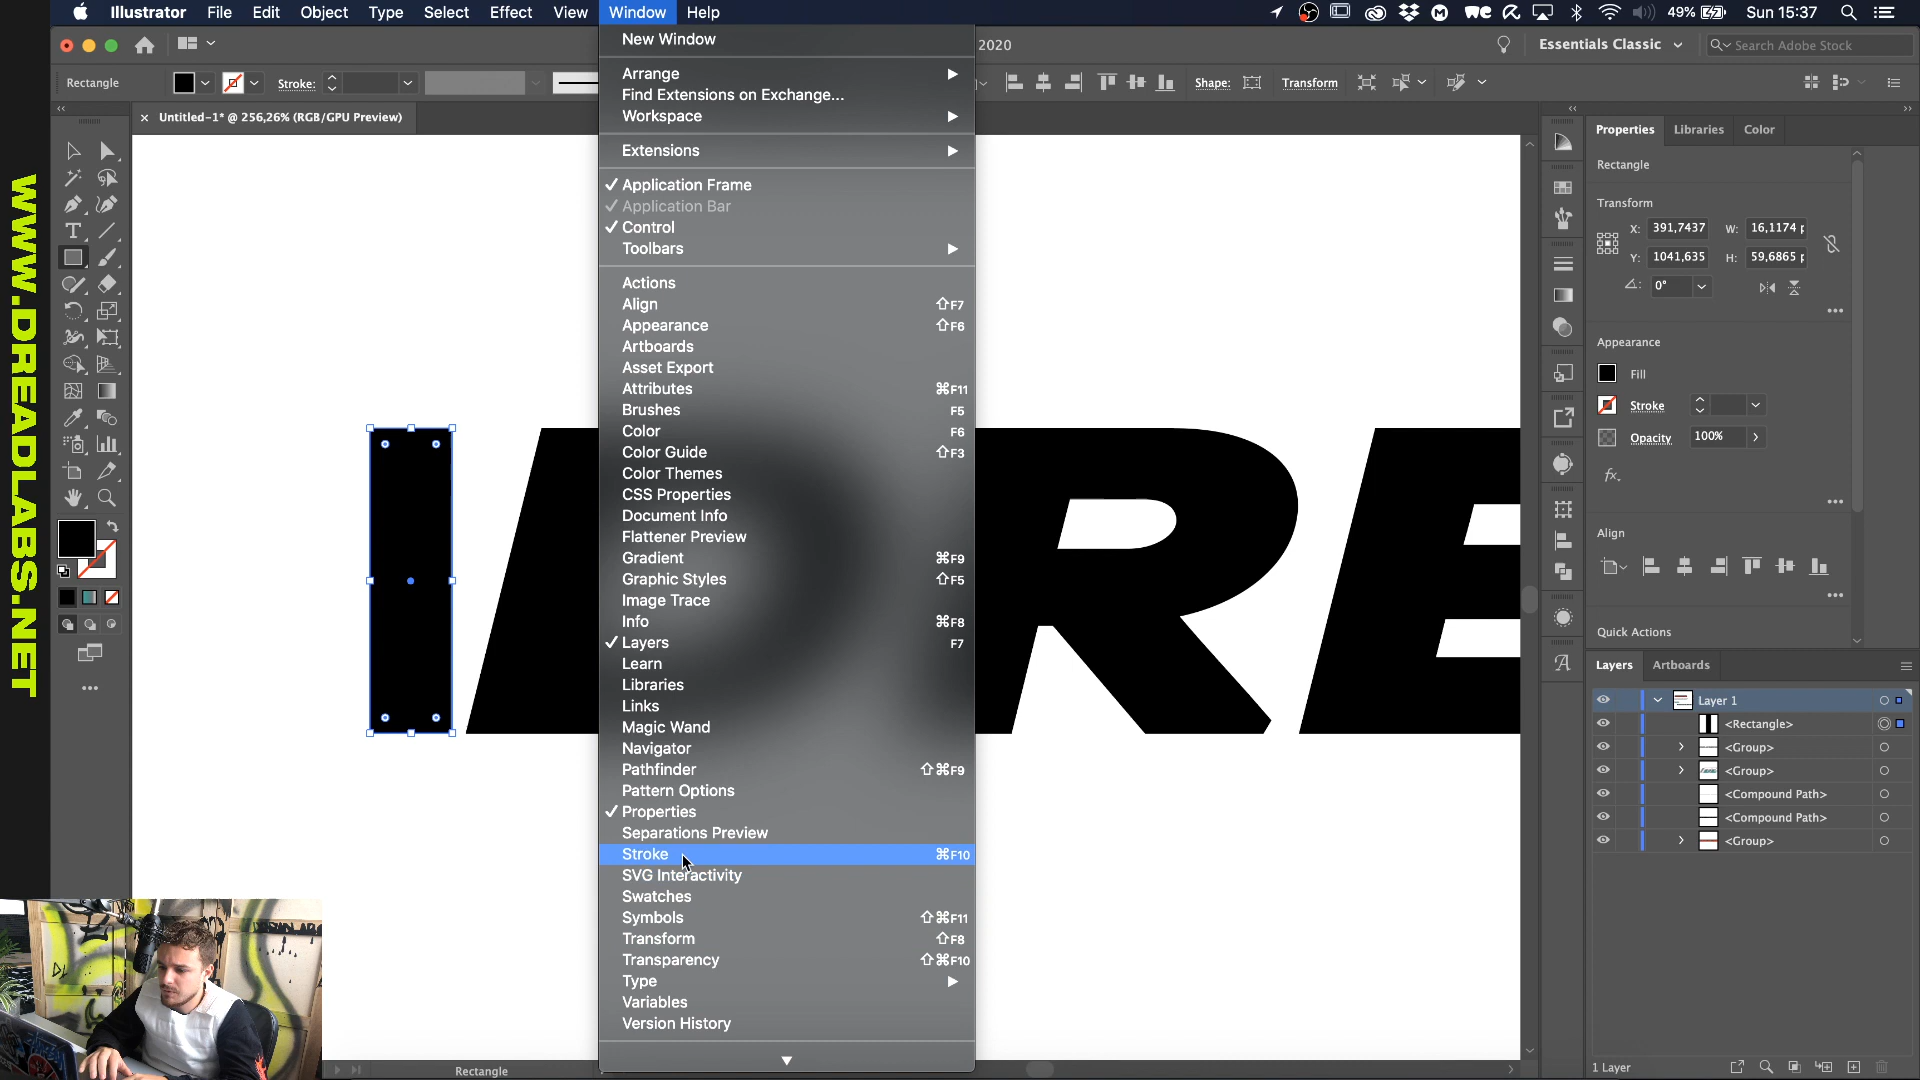 Illustrator File Edit Object Type Select Effect View Window Help
49% Sun 15:37
2020
Essentials Classic
Search Adobe Stock
Rectangle
Stroke:
Shape:
Transform
× Untitled-1* @ 256,26% (RGB/GPU Preview)
New Window
Arrange
Find Extensions on Exchange...
Workspace
Extensions
Application Frame
Application Bar
Control
Toolbars
Actions
Align ⇧F7
Appearance ⇧F6
Artboards
Asset Export
Attributes ⌘F11
Brushes F5
Color F6
Color Guide ⇧F3
Color Themes
CSS Properties
Document Info
Flattener Preview
Gradient ⌘F9
Graphic Styles ⇧F5
Image Trace
Info ⌘F8
Layers F7
Learn
Libraries
Links
Magic Wand
Navigator
Pathfinder ⇧⌘F9
Pattern Options
Properties
Separations Preview
Stroke ⌘F10
SVG Interactivity
Swatches
Symbols ⇧⌘F11
Transform ⇧F8
Transparency ⇧⌘F10
Type
Variables
Version History
RE
WWW.DREADLABS.NET
Properties Libraries Color
Rectangle
Transform
X: 391,7437 W: 16,1174 p
Y: 1041,635 H: 59,6865 p
0°
Appearance
Fill
Stroke
Opacity 100%
fx.
Align
Quick Actions
Layers Artboards
Layer 1
<Rectangle>
<Group>
<Group>
<Compound Path>
<Compound Path>
<Group>
1 Layer
Rectangle